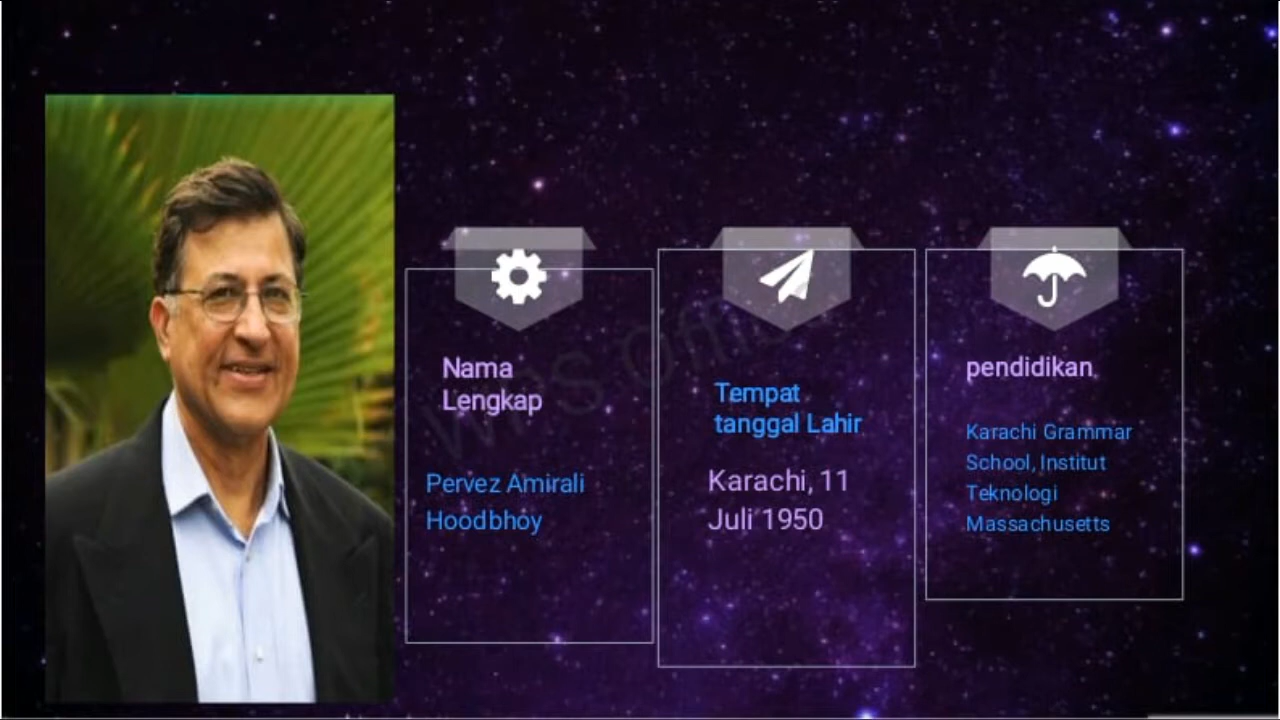 Nama
Lengkap
Pervez Amirali
Hoodbhoy
Tempat
tanggal Lahir
Karachi, 11
Juli 1950
pendidikan
Karachi Grammar
School, Institut
Teknologi
Massachusetts